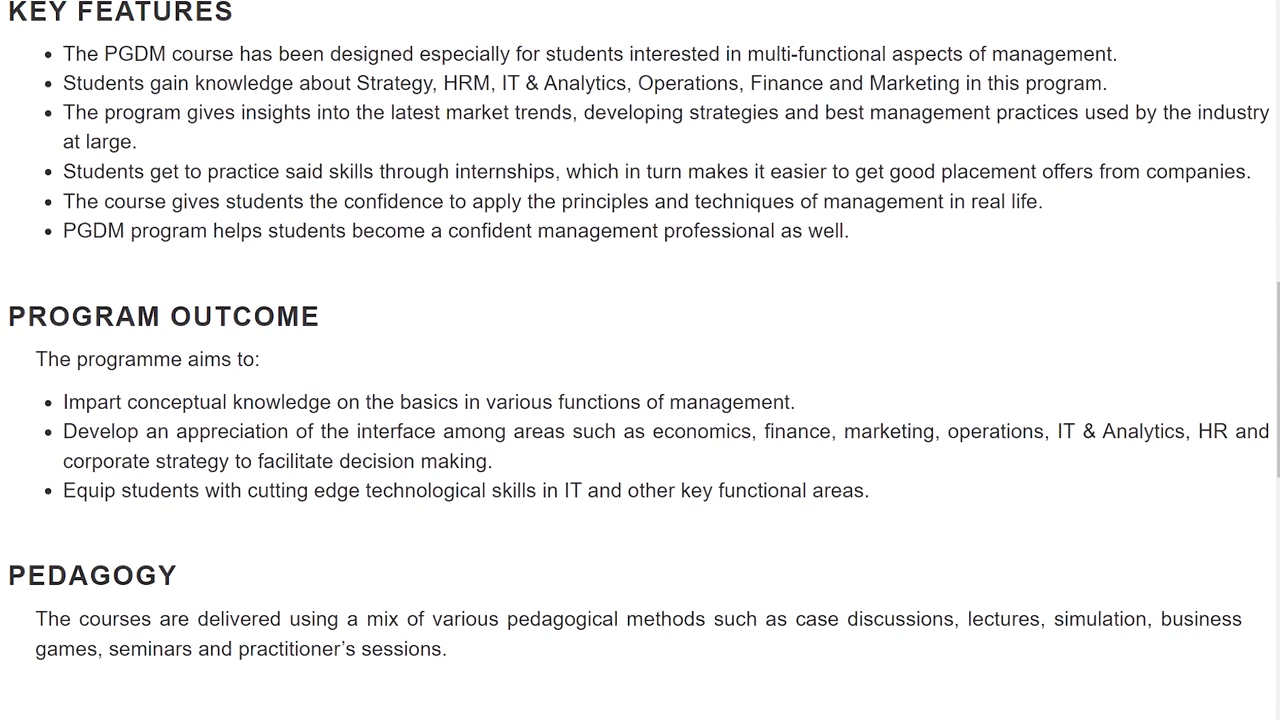 KEY FEATURES
• The PGDM course has been designed especially for students interested in multi-functional aspects of management.
• Students gain knowledge about Strategy, HRM, IT & Analytics, Operations, Finance and Marketing in this program.
• The program gives insights into the latest market trends, developing strategies and best management practices used by the industry
at large.
• Students get to practice said skills through internships, which in turn makes it easier to get good placement offers from companies.
• The course gives students the confidence to apply the principles and techniques of management in real life.
• PGDM program helps students become a confident management professional as well.
PROGRAM OUTCOME
The programme aims to:
• Impart conceptual knowledge on the basics in various functions of management.
• Develop an appreciation of the interface among areas such as economics, finance, marketing, operations, IT & Analytics, HR and
corporate strategy to facilitate decision making.
• Equip students with cutting edge technological skills in IT and other key functional areas.
PEDAGOGY
The courses are delivered using a mix of various pedagogical methods such as case discussions, lectures, simulation, business
games, seminars and practitioner’s sessions.